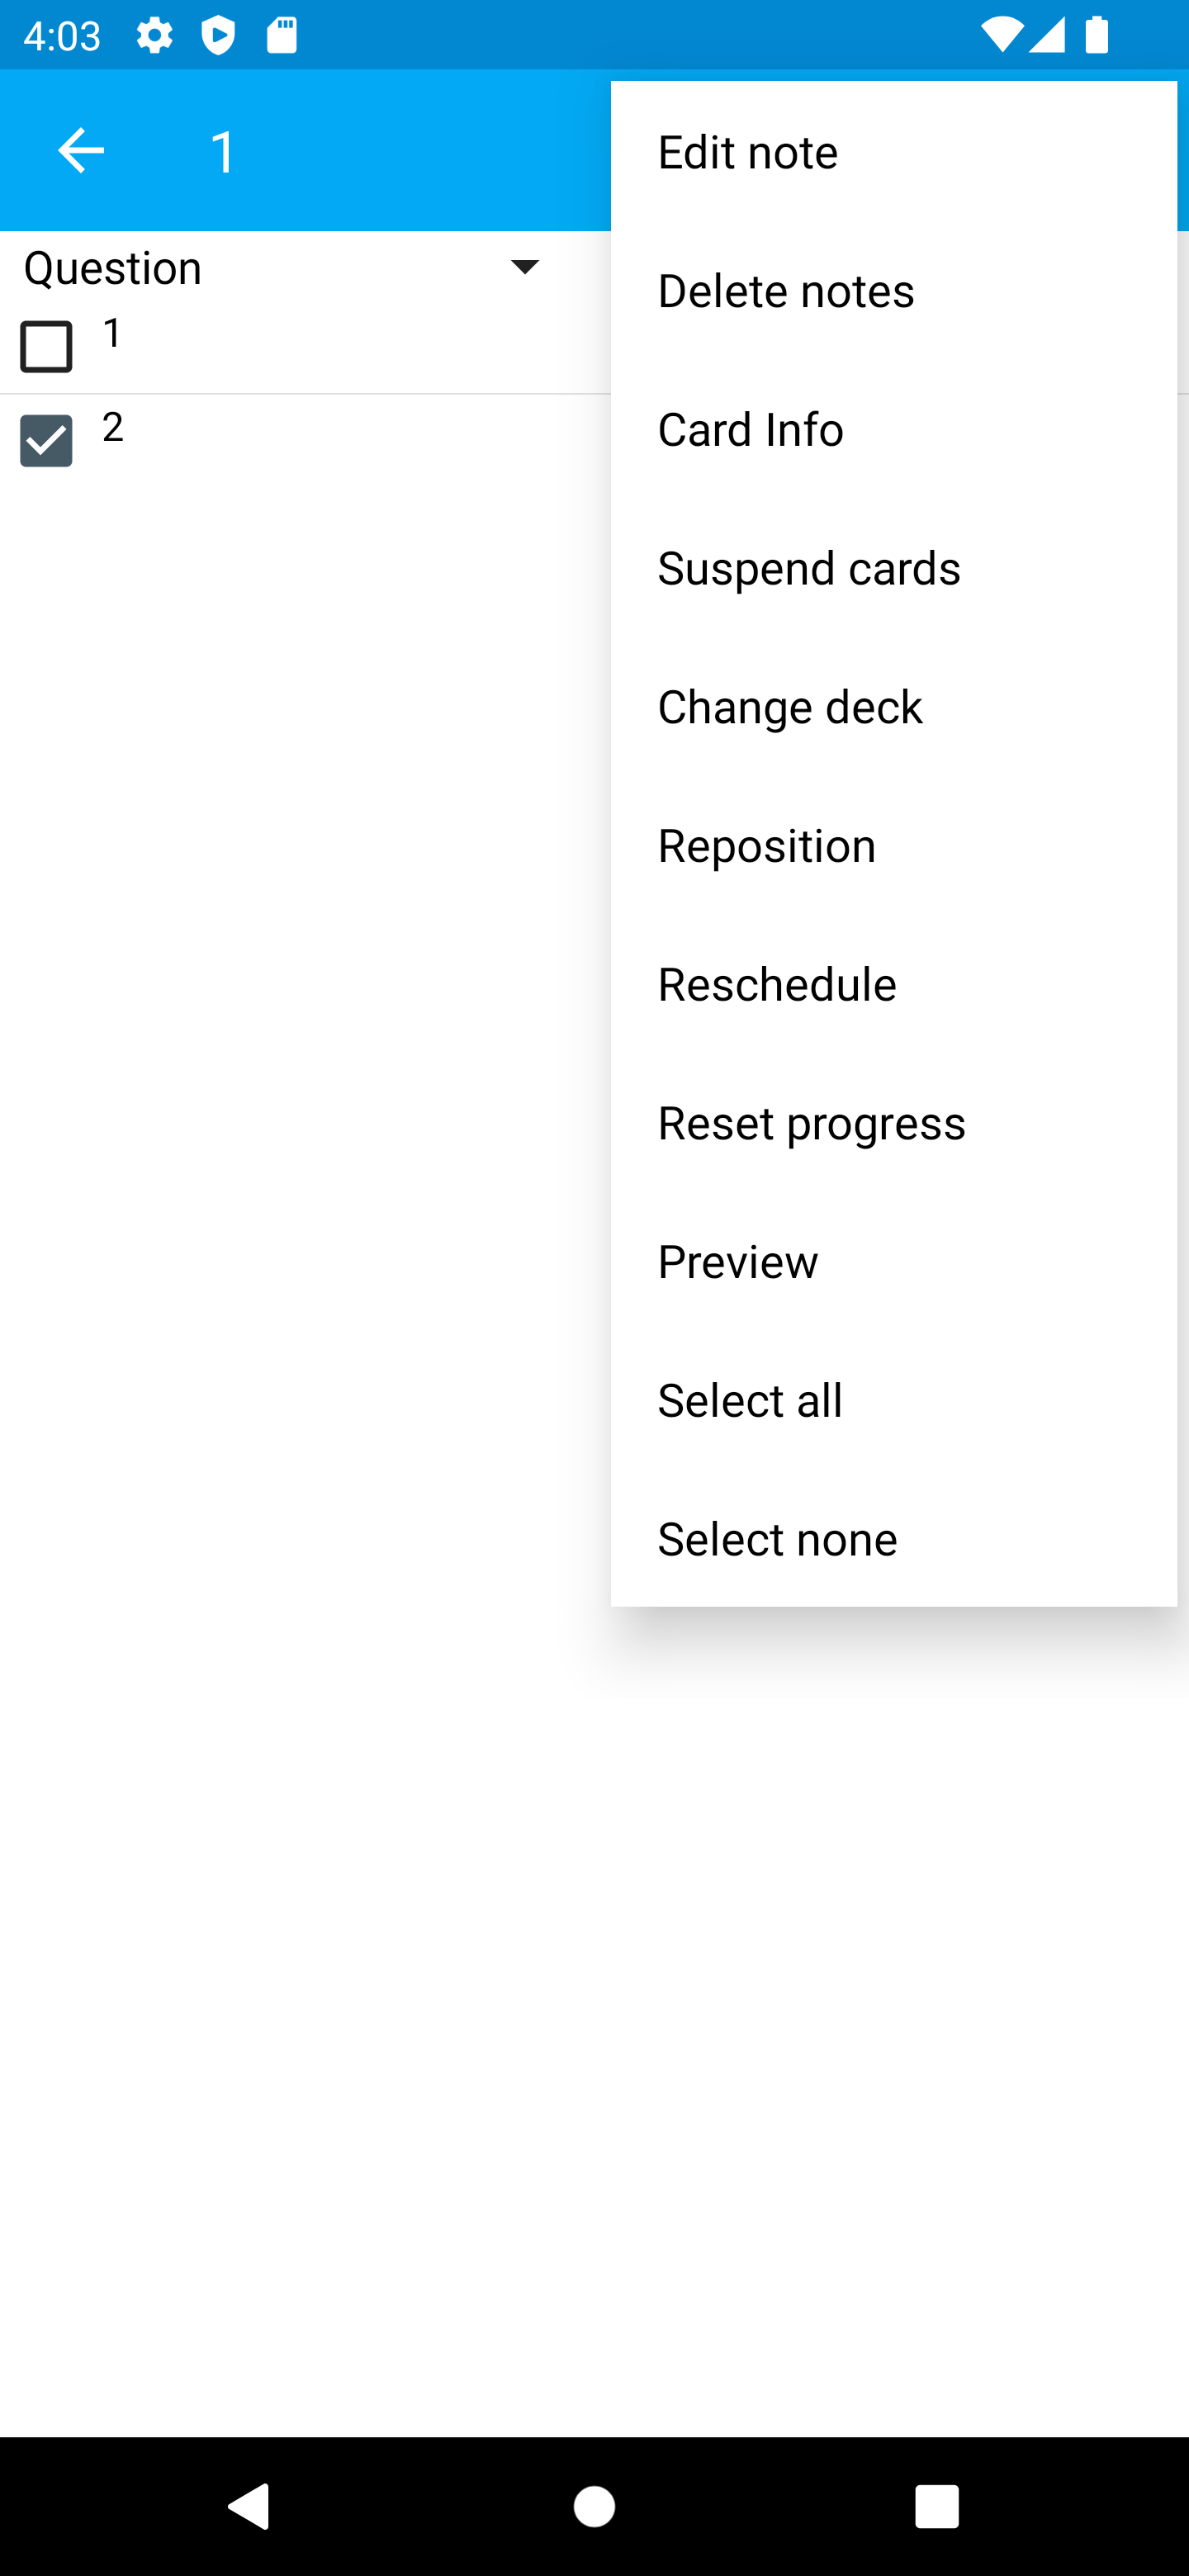 4:03
1
Question
1
2
Edit note
Delete notes
Card Info
Suspend cards
Change deck
Reposition
Reschedule
Reset progress
Preview
Select all
Select none